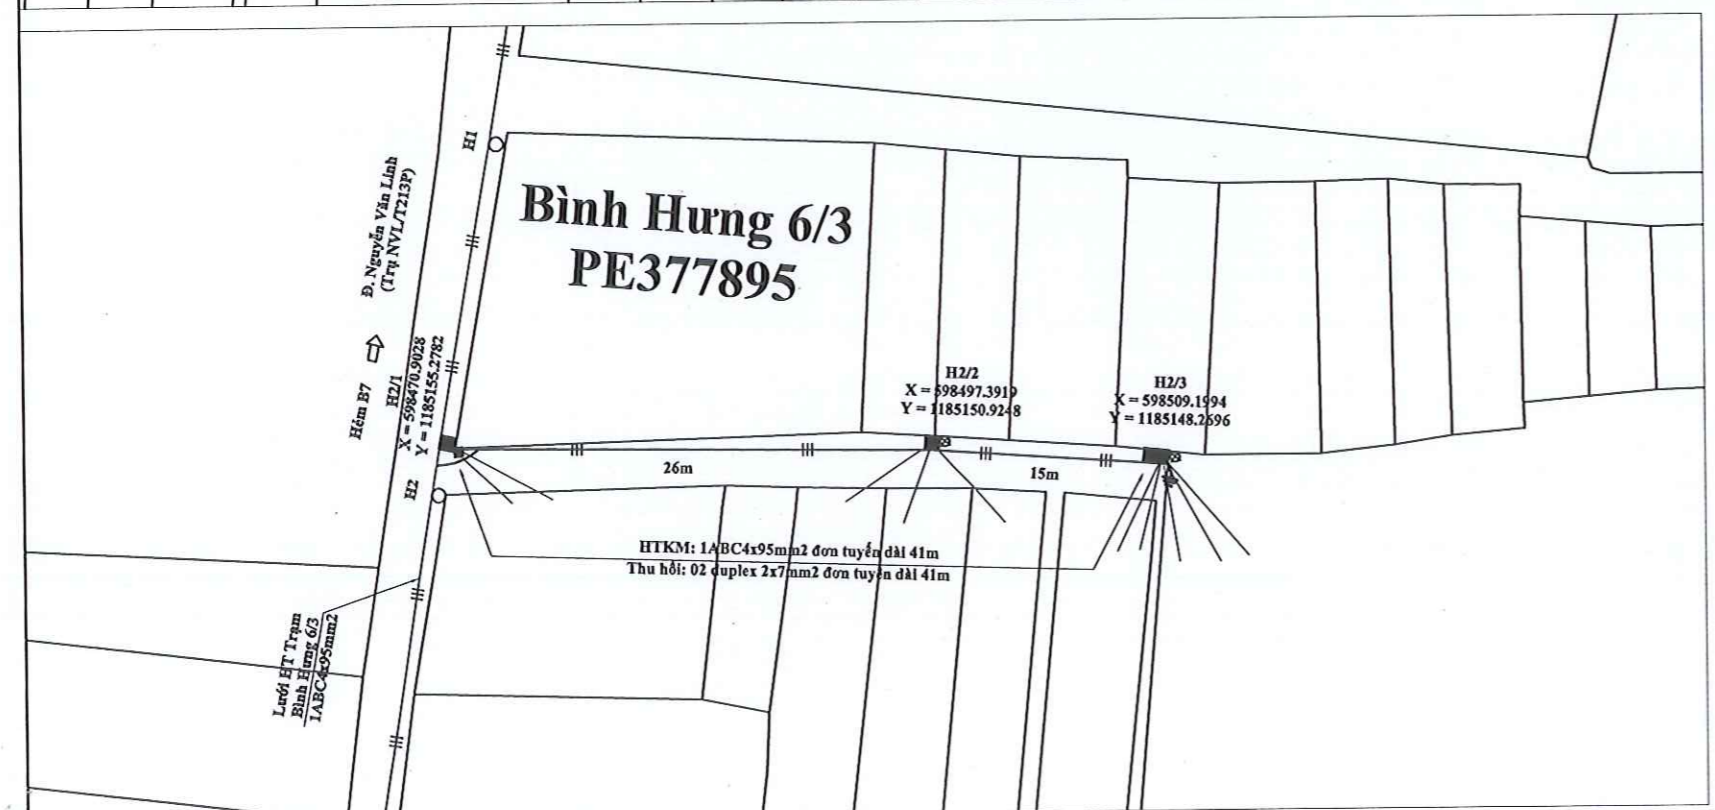 H1
Đ. Nguyễn Văn Linh
(Trụ NVL/T213P)
Bình Hưng 6/3
PE377895
Hẻm B7
H2/1
X = 598470.9028
Y = 1185155.2782
H2/2
X = 598497.3919
Y = 1185150.9248
H2/3
X = 598509.1994
Y = 1185148.2696
26m
15m
H2
HTKM: 1ABC4x95mm2 đơn tuyến dài 41m
Thu hồi: 02 duplex 2x7mm2 đơn tuyến dài 41m
Lưới HT Trạm
Bình Hưng 6/3
1ABC4x95mm2